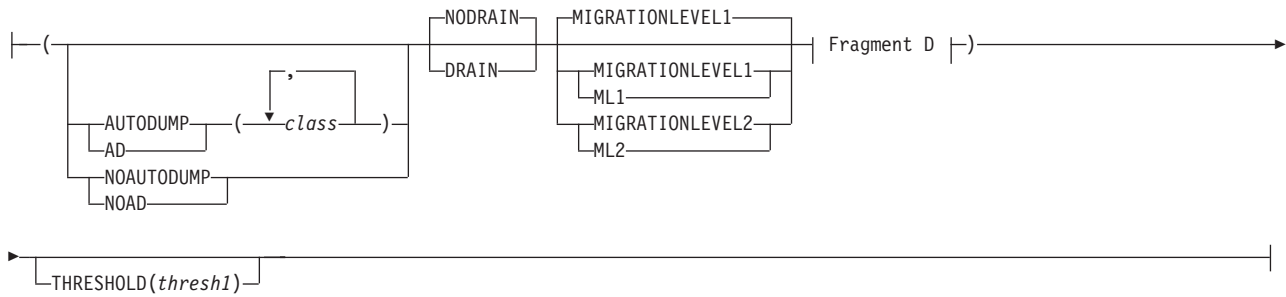 NODRAIN MIGRATIONLEVEL1
( Fragment D )
DRAIN
, MIGRATIONLEVEL1
ML1
AUTODUMP ( class ) MIGRATIONLEVEL2
AD ML2
NOAUTODUMP
NOAD
THRESHOLD(thresh1)